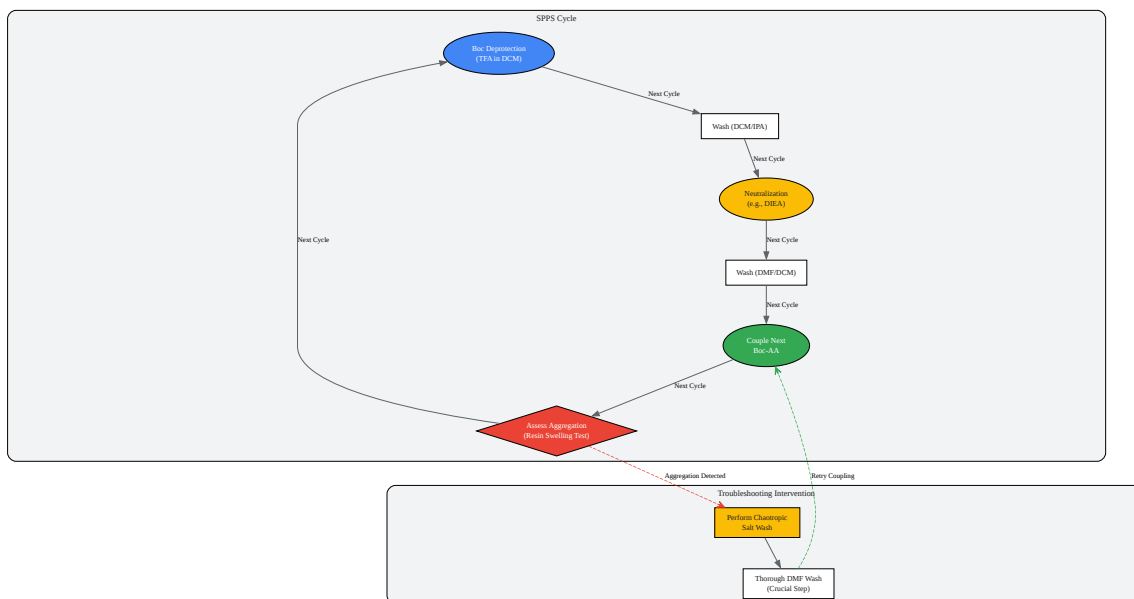 SPPS Cycle
Boc Deprotection
(TFA in DCM)
Next Cycle
Wash (DCM/IPA)
Next Cycle
Neutralization
(e.g., DIEA)
Next Cycle
Next Cycle
Wash (DMF/DCM)
Next Cycle
Couple Next
Boc-AA
Next Cycle
Assess Aggregation
(Resin Swelling Test)
Aggregation Detected
Retry Coupling
Troubleshooting Intervention
Perform Chaotropic
Salt Wash
Thorough DMF Wash
(Crucial Step)